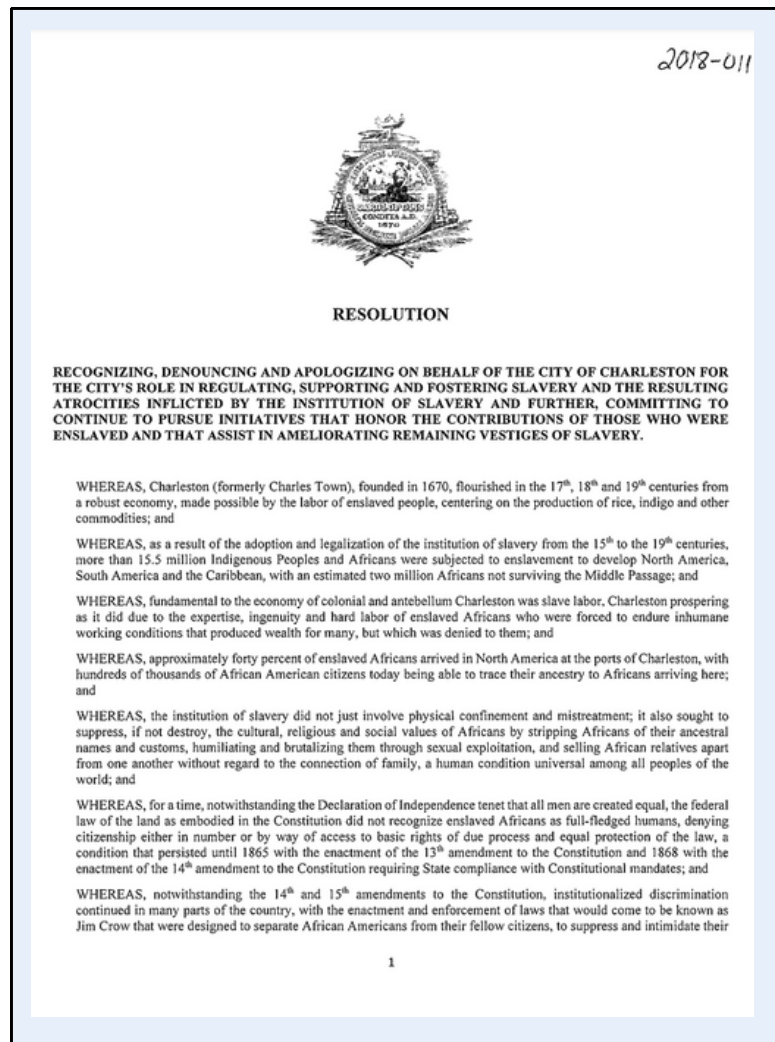 2018-011
CONDITA A.D.
1670
RESOLUTION
RECOGNIZING, DENOUNCING AND APOLOGIZING ON BEHALF OF THE CITY OF CHARLESTON FOR
THE CITY'S ROLE IN REGULATING, SUPPORTING AND FOSTERING SLAVERY AND THE RESULTING
ATROCITIES INFLICTED BY THE INSTITUTION OF SLAVERY AND FURTHER, COMMITTING TO
CONTINUE TO PURSUE INITIATIVES THAT HONOR THE CONTRIBUTIONS OF THOSE WHO WERE
ENSLAVED AND THAT ASSIST IN AMELIORATING REMAINING VESTIGES OF SLAVERY.
WHEREAS, Charleston (formerly Charles Town), founded in 1670, flourished in the 17th, 18th and 19th centuries from
a robust economy, made possible by the labor of enslaved people, centering on the production of rice, indigo and other
commodities; and
WHEREAS, as a result of the adoption and legalization of the institution of slavery from the 15th to the 19th centuries,
more than 15.5 million Indigenous Peoples and Africans were subjected to enslavement to develop North America,
South America and the Caribbean, with an estimated two million Africans not surviving the Middle Passage; and
WHEREAS, fundamental to the economy of colonial and antebellum Charleston was slave labor, Charleston prospering
as it did due to the expertise, ingenuity and hard labor of enslaved Africans who were forced to endure inhumane
working conditions that produced wealth for many, but which was denied to them; and
WHEREAS, approximately forty percent of enslaved Africans arrived in North America at the ports of Charleston, with
hundreds of thousands of African American citizens today being able to trace their ancestry to Africans arriving here;
and
WHEREAS, the institution of slavery did not just involve physical confinement and mistreatment; it also sought to
suppress, if not destroy, the cultural, religious and social values of Africans by stripping Africans of their ancestral
names and customs, humiliating and brutalizing them through sexual exploitation, and selling African relatives apart
from one another without regard to the connection of family, a human condition universal among all peoples of the
world; and
WHEREAS, for a time, notwithstanding the Declaration of Independence tenet that all men are created equal, the federal
law of the land as embodied in the Constitution did not recognize enslaved Africans as full-fledged humans, denying
citizenship either in number or by way of access to basic rights of due process and equal protection of the law, a
condition that persisted until 1865 with the enactment of the 13th amendment to the Constitution and 1868 with the
enactment of the 14th amendment to the Constitution requiring State compliance with Constitutional mandates; and
WHEREAS, notwithstanding the 14th and 15th amendments to the Constitution, institutionalized discrimination
continued in many parts of the country, with the enactment and enforcement of laws that would come to be known as
Jim Crow that were designed to separate African Americans from their fellow citizens, to suppress and intimidate their
1